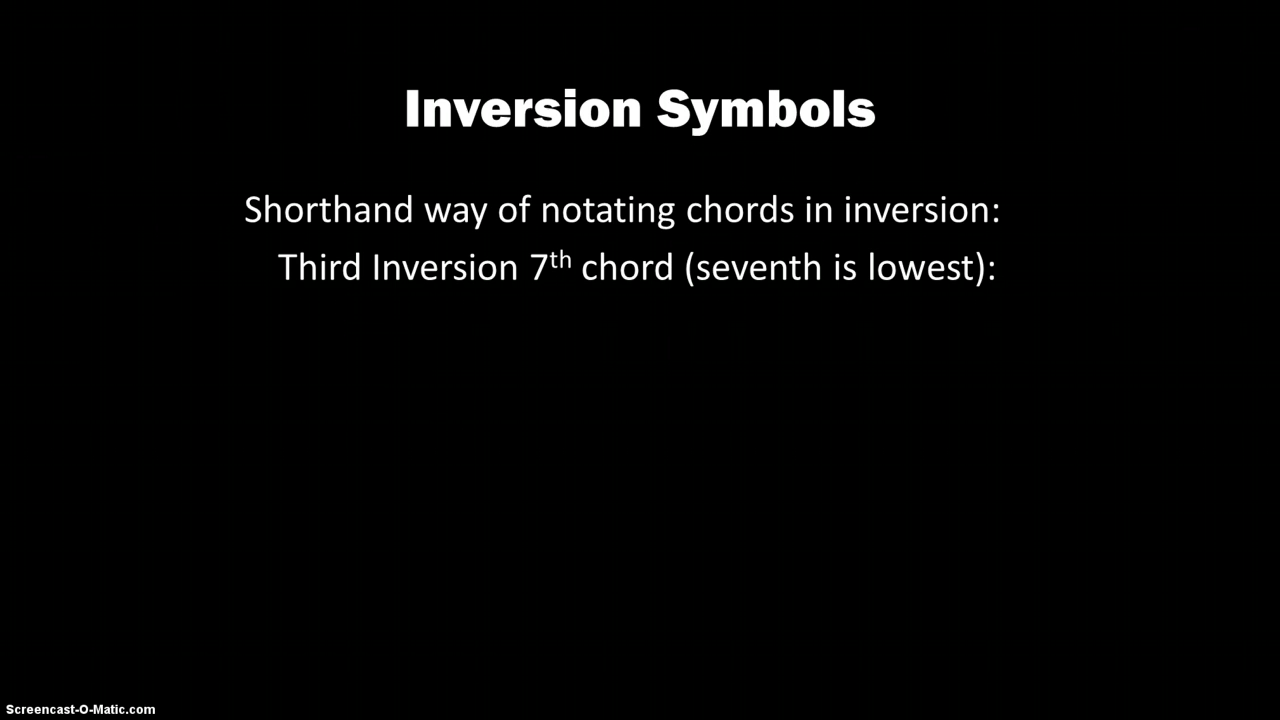 Inversion Symbols
Shorthand way of notating chords in inversion:
Third Inversion 7th chord (seventh is lowest):
Screencast-O-Matic.com